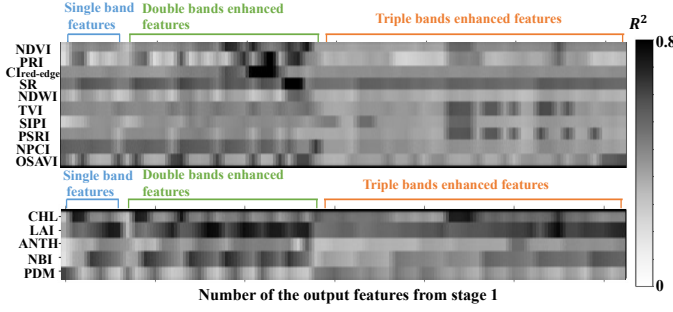 Single band
features
Double bands enhanced
features
Triple bands enhanced features
R²
NDVI
PRI
CIred-edge
SR
NDWI
TVI
SIPI
PSRI
NPCI
OSAVI
0.8
Single band
features
Double bands enhanced
features
Triple bands enhanced features
CHL
LAI
ANTH
NBI
PDM
0
Number of the output features from stage 1